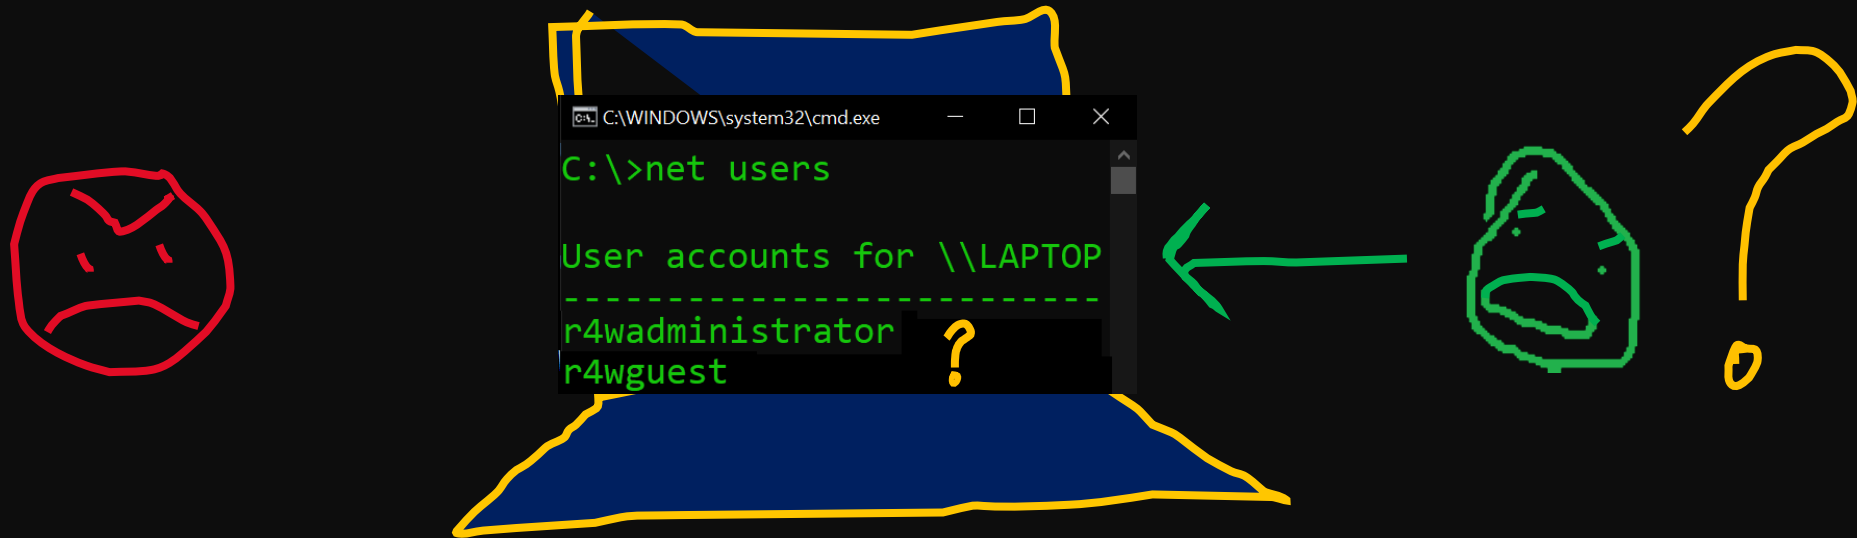 C:\WINDOWS\system32\cmd.exe
C:\>net users
User accounts for \\LAPTOP
--------------------------
r4wadministrator
r4wguest
?
?